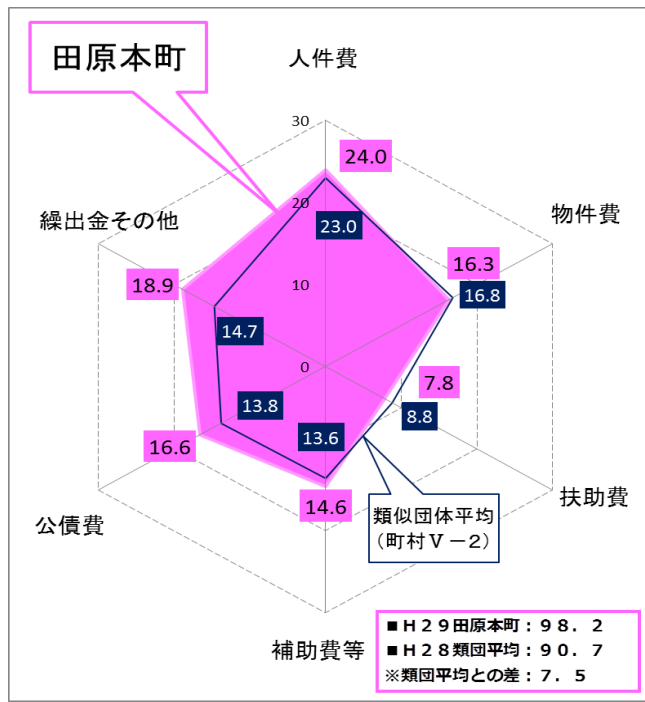 田原本町
人件費
30
24.0
繰出金その他
20
物件費
23.0
16.3
18.9
16.8
10
14.7
0
7.8
13.8
8.8
13.6
16.6
14.6
類似団体平均
(町村Ⅴ－2)
扶助費
公債費
補助費等
■Ｈ２９田原本町：９８．２
■Ｈ２８類団平均：９０．７
※類団平均との差：７．５